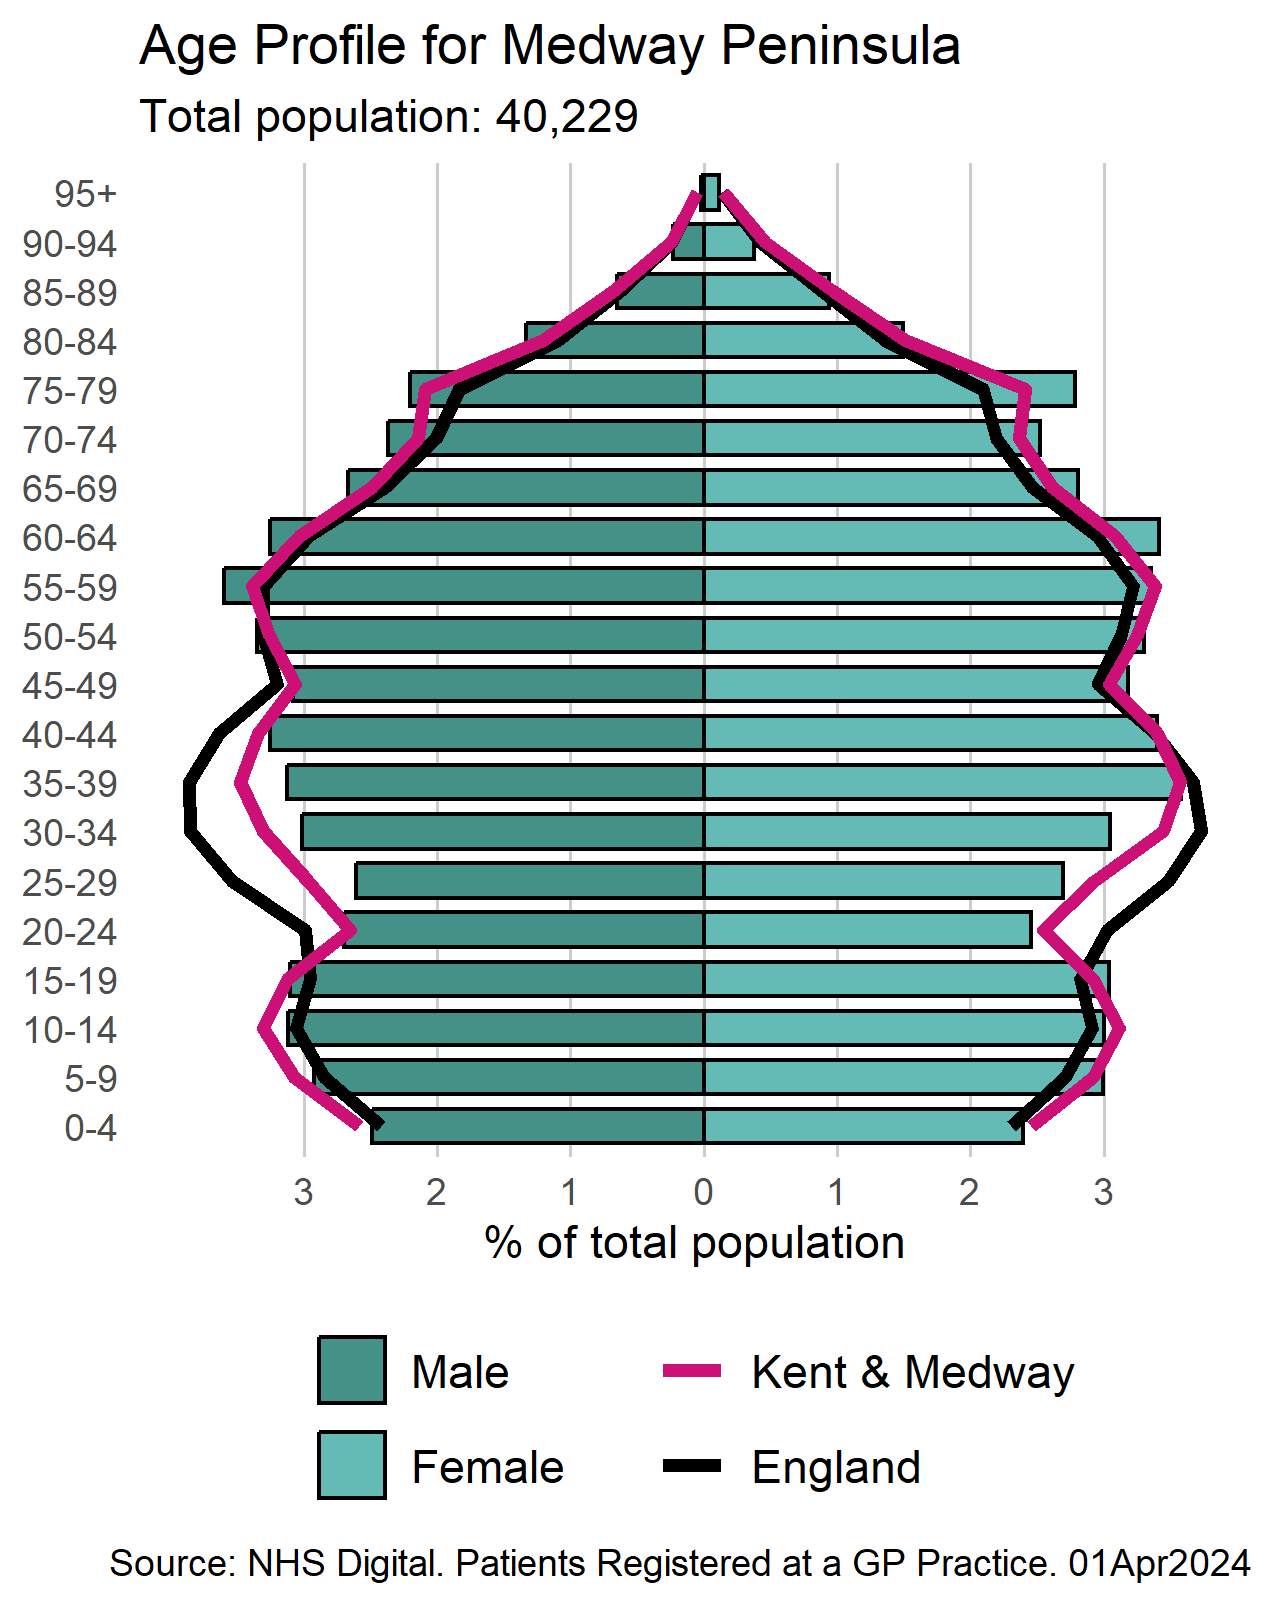 Age Profile for Medway Peninsula
Total population: 40,229
95+
90-94
85-89
80-84
75-79
70-74
65-69
60-64
55-59
50-54
45-49
40-44
35-39
30-34
25-29
20-24
15-19
10-14
5-9
0-4
3 2 1 0 1 2 3
% of total population
Male Kent & Medway
Female England
Source: NHS Digital. Patients Registered at a GP Practice. 01Apr2024